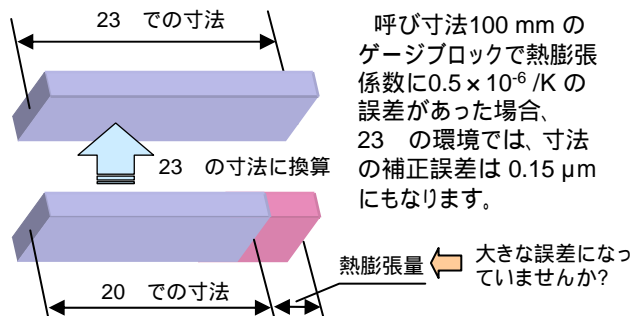 23　での寸法
23　の寸法に換算
20　での寸法
熱膨張量
呼び寸法100 mm の
ゲージブロックで熱膨張
係数に0.5×10⁻⁶ /K の
誤差があった場合、
23　の環境では、寸法
の補正誤差は 0.15 µm
にもなります。
大きな誤差になっ
ていませんか?